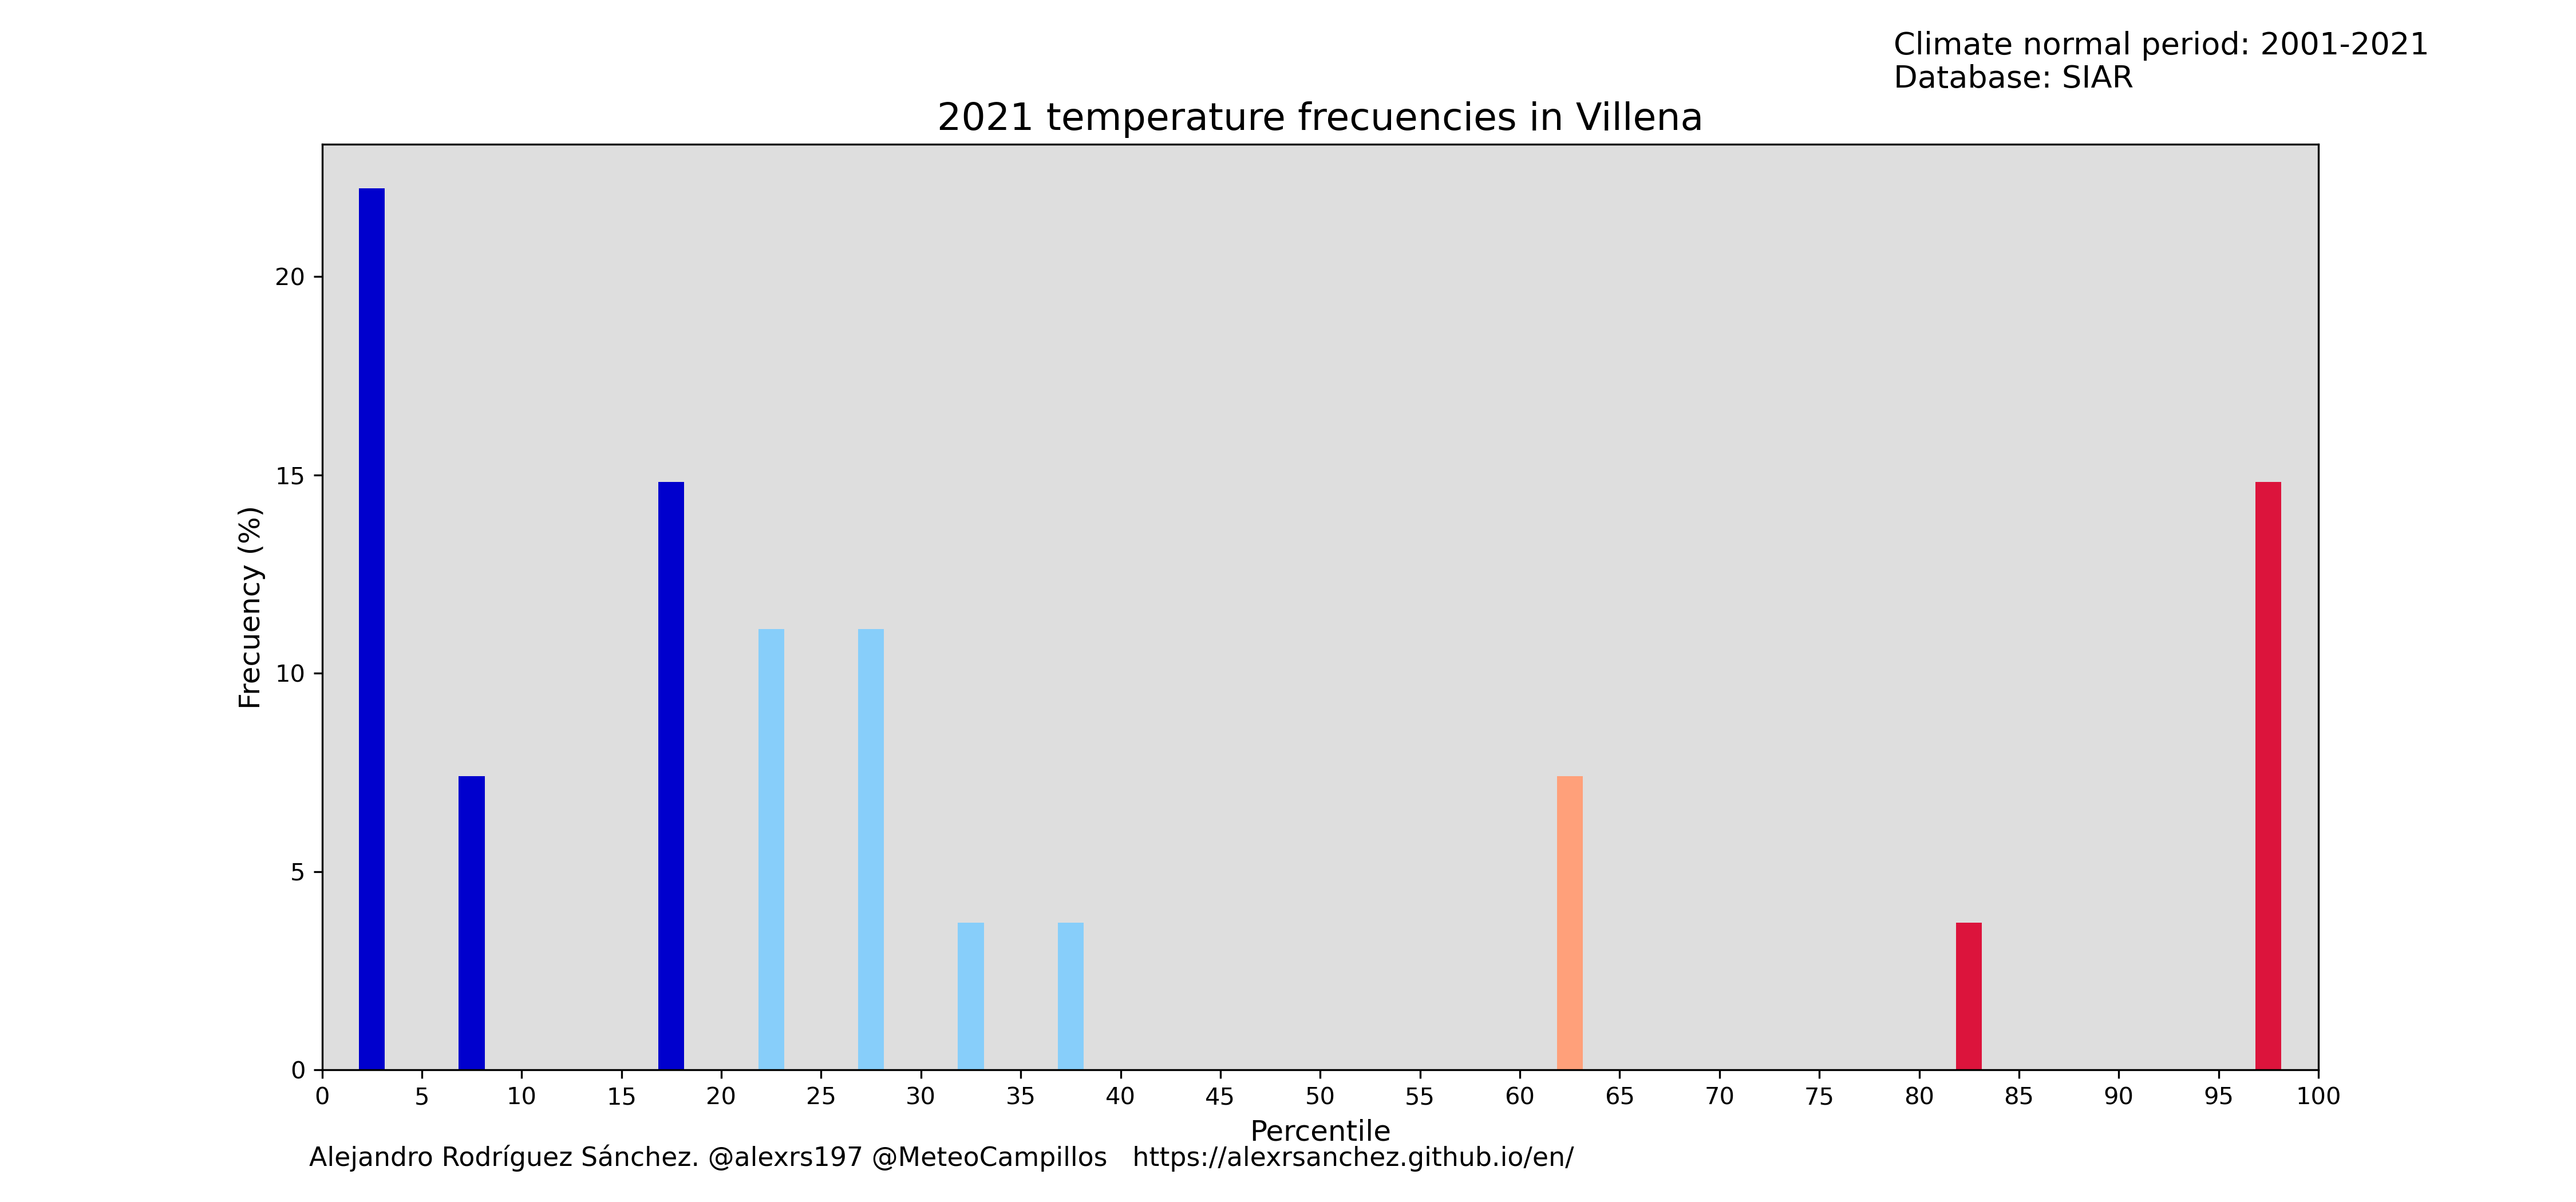 Climate normal period: 2001-2021
Database: SIAR
2021 temperature frecuencies in Villena
Frecuency (%)
20
15
10
5
0
0 5 10 15 20 25 30 35 40 45 50 55 60 65 70 75 80 85 90 95 100
Percentile
Alejandro Rodríguez Sánchez. @alexrs197 @MeteoCampillos https://alexrsanchez.github.io/en/